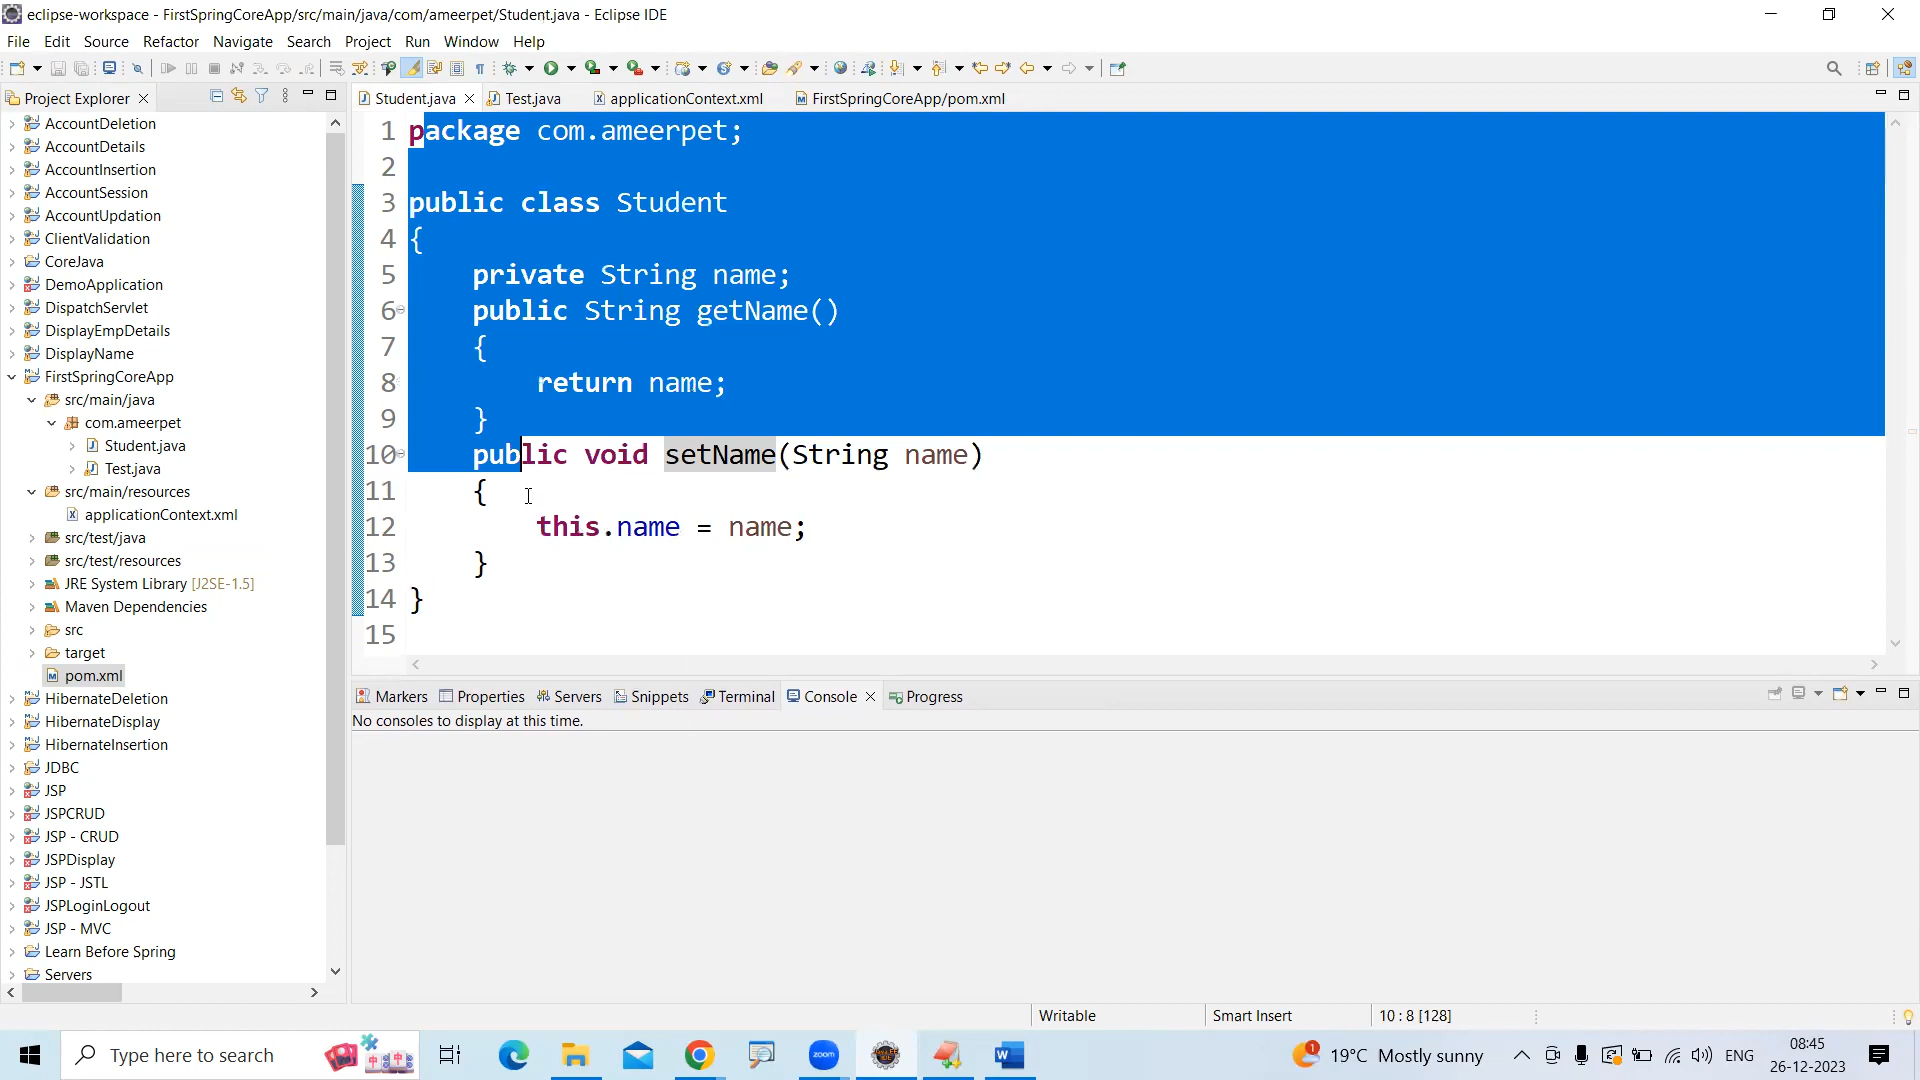 eclipse-workspace - FirstSpringCoreApp/src/main/java/com/ameerpet/Student.java - Eclipse IDE
File Edit Source Refactor Navigate Search Project Run Window Help
Project Explorer
Student.java Test.java applicationContext.xml FirstSpringCoreApp/pom.xml
AccountDeletion
AccountDetails
AccountInsertion
AccountSession
AccountUpdation
ClientValidation
CoreJava
DemoApplication
DispatchServlet
DisplayEmpDetails
DisplayName
FirstSpringCoreApp
src/main/java
com.ameerpet
Student.java
Test.java
src/main/resources
applicationContext.xml
src/test/java
src/test/resources
JRE System Library [J2SE-1.5]
Maven Dependencies
src
target
pom.xml
HibernateDeletion
HibernateDisplay
HibernateInsertion
JDBC
JSP
JSPCRUD
JSP - CRUD
JSPDisplay
JSP - JSTL
JSPLoginLogout
JSP - MVC
Learn Before Spring
Servers
1 package com.ameerpet;
2
3 public class Student
4 {
5 private String name;
6 public String getName()
7 {
8 return name;
9 }
10 public void setName(String name)
11 {
12 this.name = name;
13 }
14 }
15
Markers Properties Servers Snippets Terminal Console Progress
No consoles to display at this time.
Writable Smart Insert 10 : 8 [128]
Type here to search
zoom
1 19°C Mostly sunny
ENG
08:45
26-12-2023